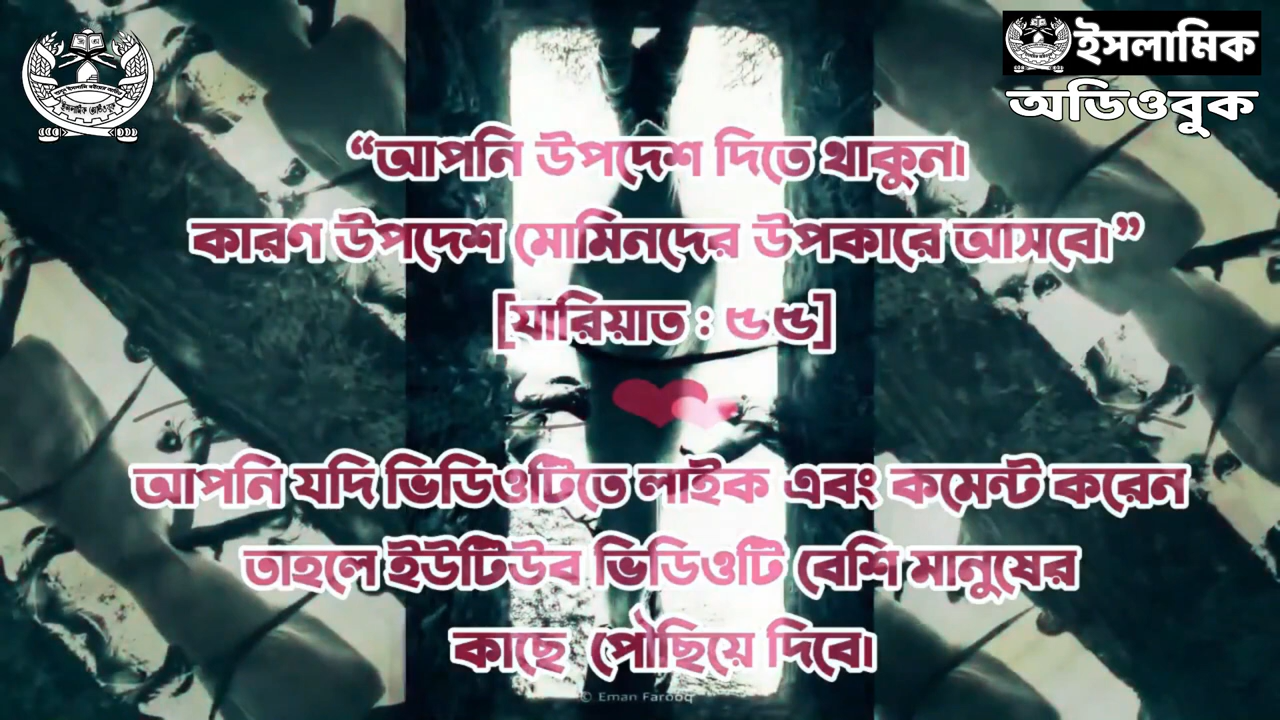 ইসলামিক
অডিওবুক
“আপনি উপদেশ দিতে থাকুন।
কারণ উপদেশ মোমিনদের উপকারে আসবে।”
[যারিয়াত : ৫৫]
আপনি যদি ভিডিওটিতে লাইক এবং কমেন্ট করেন
তাহলে ইউটিউব ভিডিওটি বেশি মানুষের
কাছে পৌছিয়ে দিবে।
© Eman Farooq